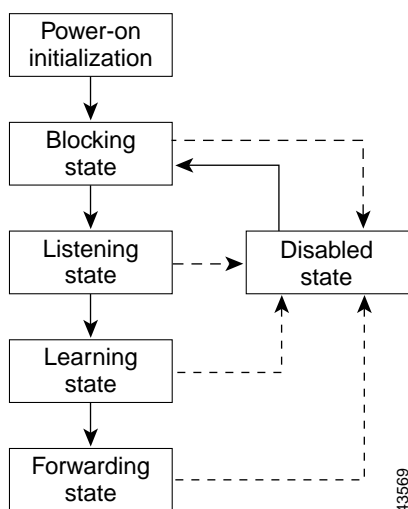 Power-on
initialization
Blocking
state
Listening
state
Disabled
state
Learning
state
Forwarding
state
43569